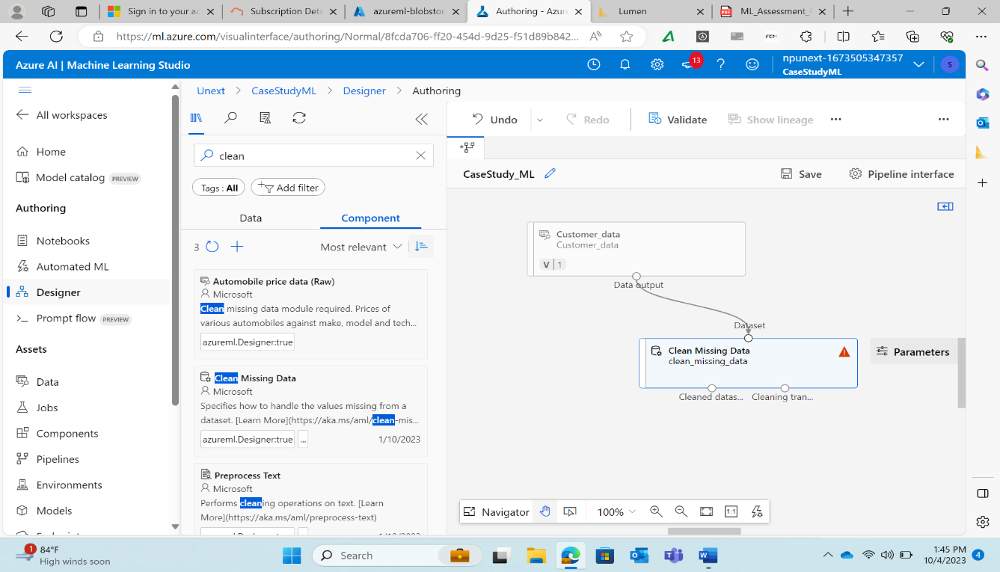 Sign in to your ac
Subscription Deta
azureml-blobstor
Authoring - Azure
Lumen
ML_Assessment_
https://ml.azure.com/visualinterface/authoring/Normal/8fcda706-ff20-454d-9d25-f51d89b842...
Azure AI | Machine Learning Studio
13
npunext-1673505347357
CaseStudyML
S
All workspaces
Home
Model catalog PREVIEW
Authoring
Notebooks
Automated ML
Designer
Prompt flow PREVIEW
Assets
Data
Jobs
Components
Pipelines
Environments
Models
Unext > CaseStudyML > Designer > Authoring
clean
Tags : All
Add filter
Data
Component
3
Most relevant
Automobile price data (Raw)
Microsoft
Clean missing data module required. Prices of
various automobiles against make, model and tech...
azureml.Designer:true
Clean Missing Data
Microsoft
Specifies how to handle the values missing from a
dataset. [Learn More](https://aka.ms/aml/clean-mis...
azureml.Designer:true ... 1/10/2023
Preprocess Text
Microsoft
Performs cleaning operations on text. [Learn
More](https://aka.ms/aml/preprocess-text)
Undo
Redo
Validate
Show lineage
CaseStudy_ML
Save
Pipeline interface
Customer_data
Customer_data
V 1
Data output
Dataset
Clean Missing Data
clean_missing_data
Parameters
Cleaned datas...
Cleaning tran...
Navigator
100%
1:1
1
84°F
High winds soon
Search
1:45 PM
10/4/2023
4